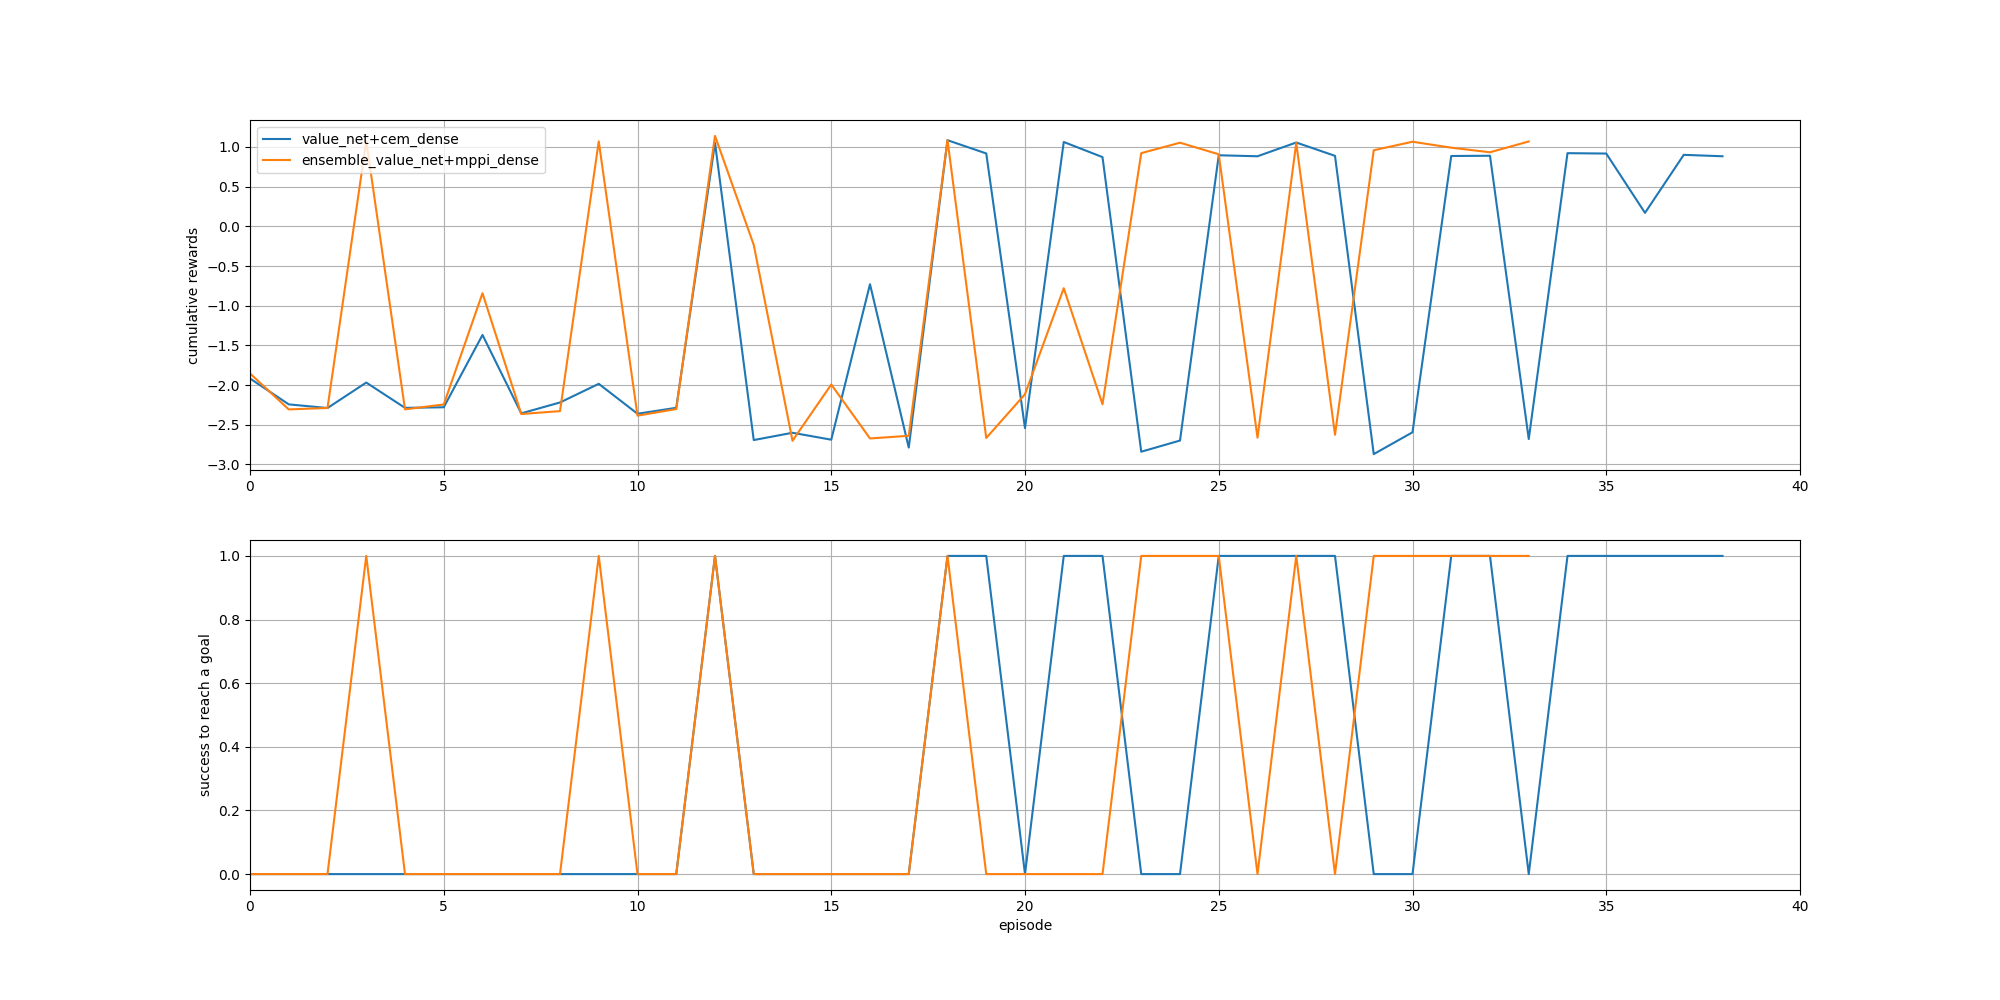 value_net+cem_dense
ensemble_value_net+mppi_dense
cumulative rewards
1.0
0.5
0.0
−0.5
−1.0
−1.5
−2.0
−2.5
−3.0
0 5 10 15 20 25 30 35 40
success to reach a goal
1.0
0.8
0.6
0.4
0.2
0.0
0 5 10 15 20 25 30 35 40
episode